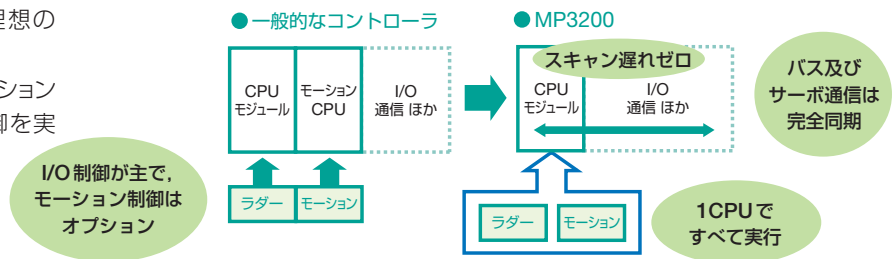 理想の
ション
御を実
●一般的なコントローラ
CPU
モジュール
モーション
CPU
I/O
通信 ほか
ラダー
モーション
I/O制御が主で，
モーション制御は
オプション
●MP3200
スキャン遅れゼロ
CPU
モジュール
I/O
通信 ほか
バス及び
サーボ通信は
完全同期
ラダー
モーション
1CPUで
すべて実行